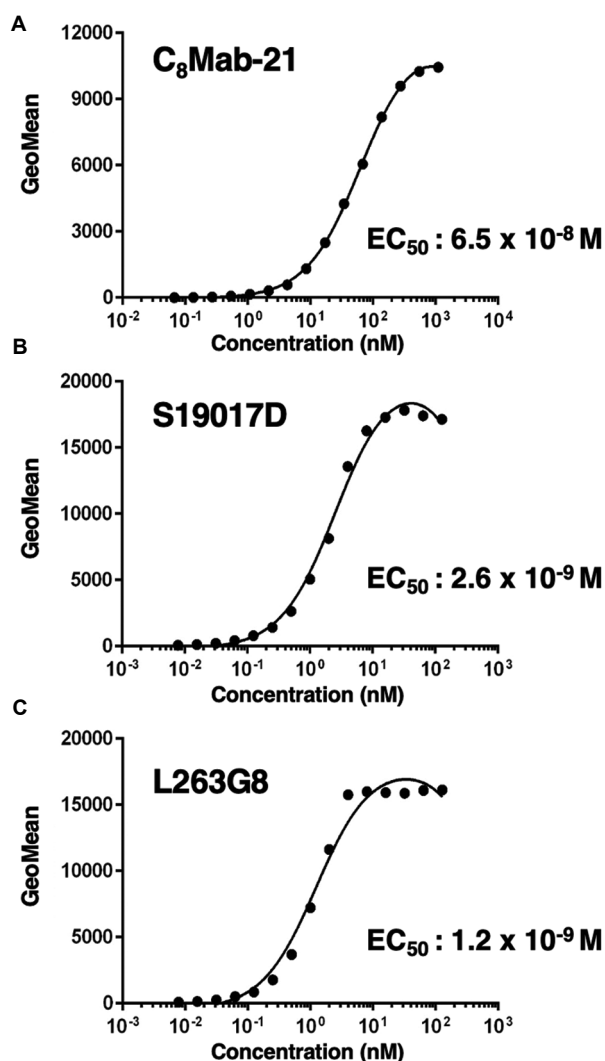 A
C₈Mab-21
GeoMean
12000
9000
6000
3000
0
EC₅₀ : 6.5 x 10⁻⁸ M
10⁻² 10⁻¹ 10⁰ 10¹ 10² 10³ 10⁴
Concentration (nM)
B
S19017D
GeoMean
20000
15000
10000
5000
0
EC₅₀ : 2.6 x 10⁻⁹ M
10⁻³ 10⁻² 10⁻¹ 10⁰ 10¹ 10² 10³
Concentration (nM)
C
L263G8
GeoMean
20000
15000
10000
5000
0
EC₅₀ : 1.2 x 10⁻⁹ M
10⁻³ 10⁻² 10⁻¹ 10⁰ 10¹ 10² 10³
Concentration (nM)